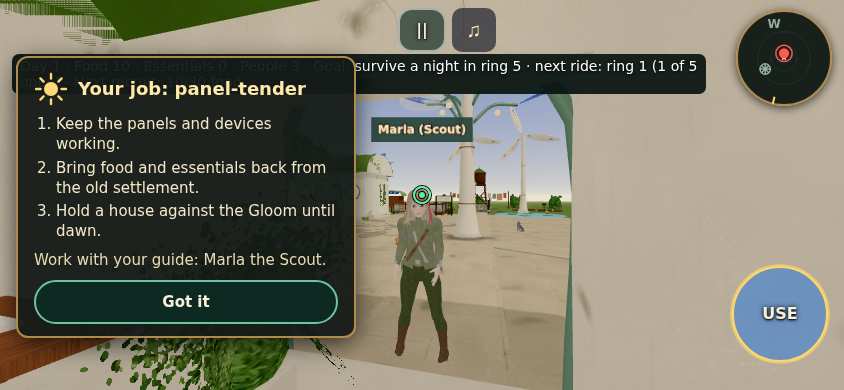 W
survive a night in ring 5 · next ride: ring 1 (1 of 5
Your job: panel-tender
1. Keep the panels and devices
working.
2. Bring food and essentials back from
the old settlement.
3. Hold a house against the Gloom until
dawn.
Work with your guide: Marla the Scout.
Got it
Marla (Scout)
USE